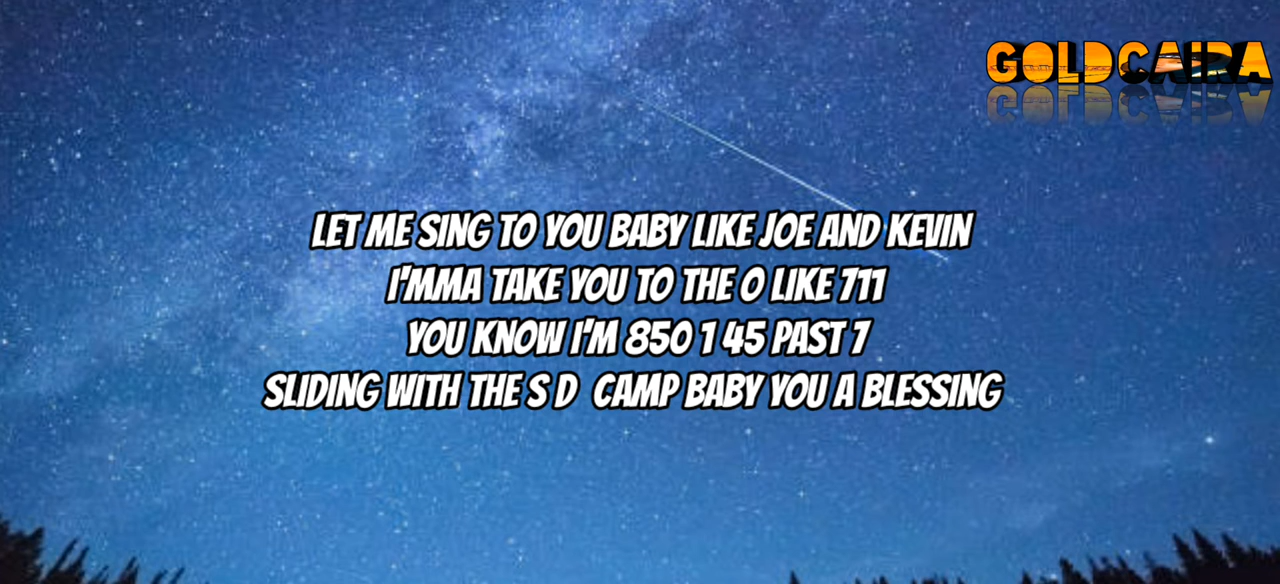 GOLDCAIRA
LET ME SING TO YOU BABY LIKE JOE AND KEVIN
I'MMA TAKE YOU TO THE O LIKE 711
YOU KNOW I'M 850 1 45 PAST 7
SLIDING WITH THE S D CAMP BABY YOU A BLESSING